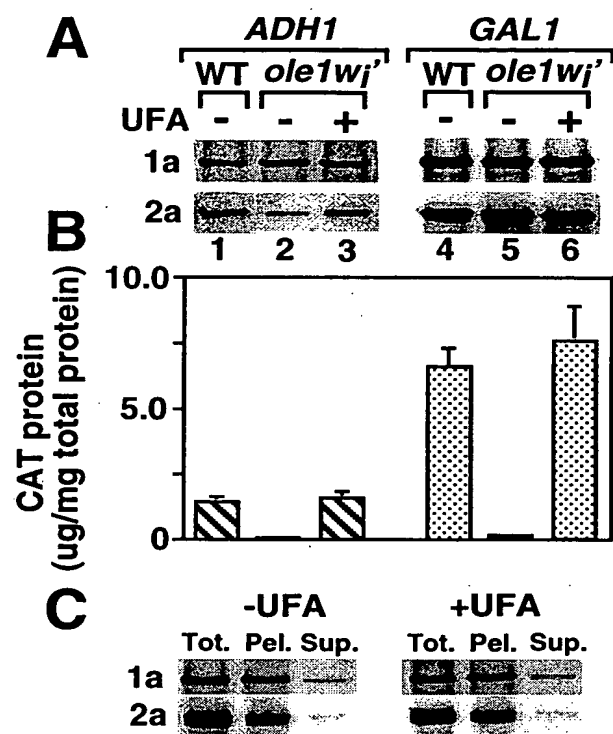 A ADH1 GAL1
WT ole1wi' WT ole1wi'
UFA - - + - - +
1a
2a
B 1 2 3 4 5 6
CAT protein
(ug/mg total protein)
10.0
5.0
0
C -UFA +UFA
Tot. Pel. Sup. Tot. Pel. Sup.
1a
2a